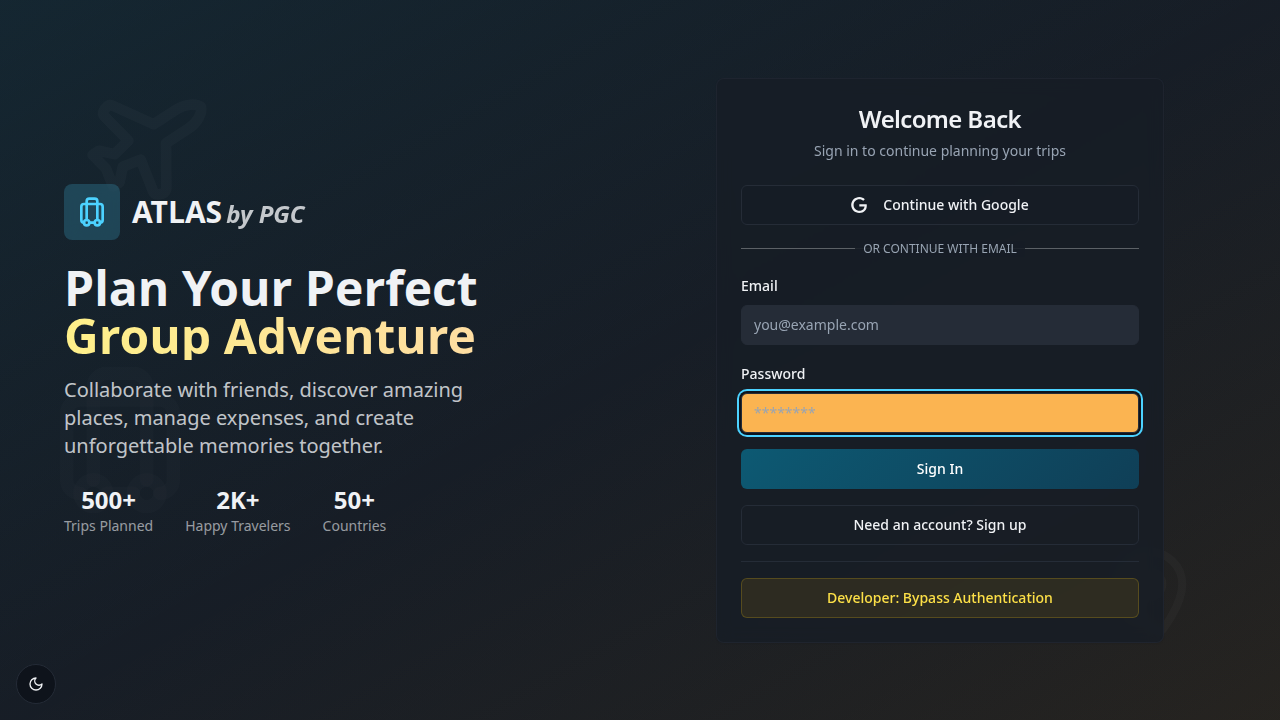 ATLAS by PGC
Plan Your Perfect
Group Adventure
Collaborate with friends, discover amazing
places, manage expenses, and create
unforgettable memories together.
500+ 2K+ 50+
Trips Planned Happy Travelers Countries
Welcome Back
Sign in to continue planning your trips
Continue with Google
OR CONTINUE WITH EMAIL
Email
you@example.com
Password
********
Sign In
Need an account? Sign up
Developer: Bypass Authentication